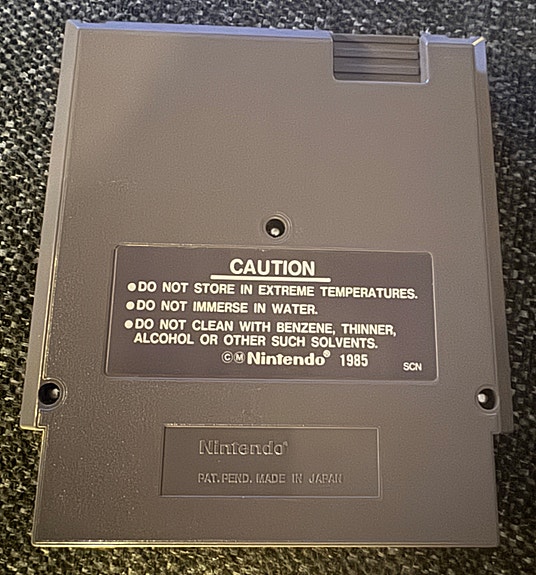 CAUTION
●DO NOT STORE IN EXTREME TEMPERATURES.
●DO NOT IMMERSE IN WATER.
●DO NOT CLEAN WITH BENZENE, THINNER,
ALCOHOL OR OTHER SUCH SOLVENTS.
©Ⓜ Nintendo® 1985 SCN
Nintendo®
PAT. PEND. MADE IN JAPAN